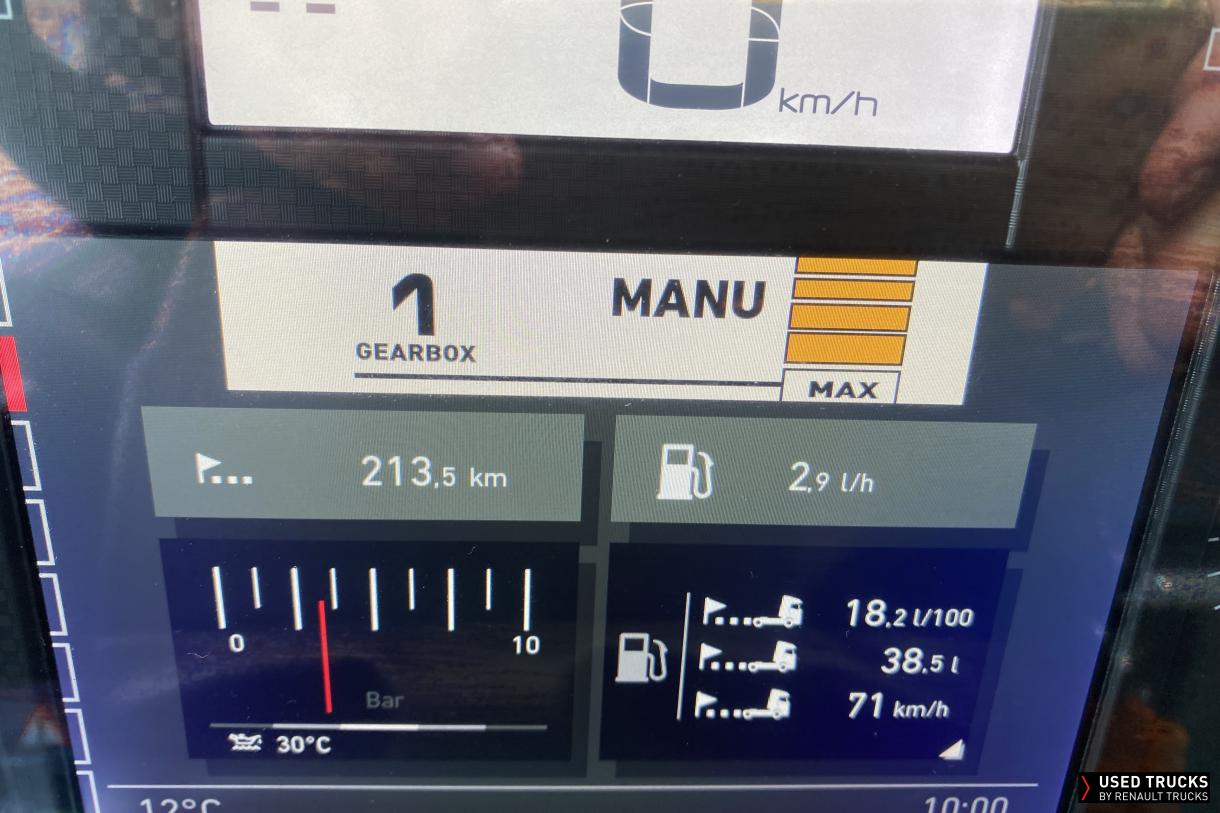 -- 0 km/h
1 MANU
GEARBOX
MAX
213,5 km
2,9 l/h
0 10
Bar
30°C
18,2 l/100
38,5 l
71 km/h
12°C 10:00
USED TRUCKS
BY RENAULT TRUCKS